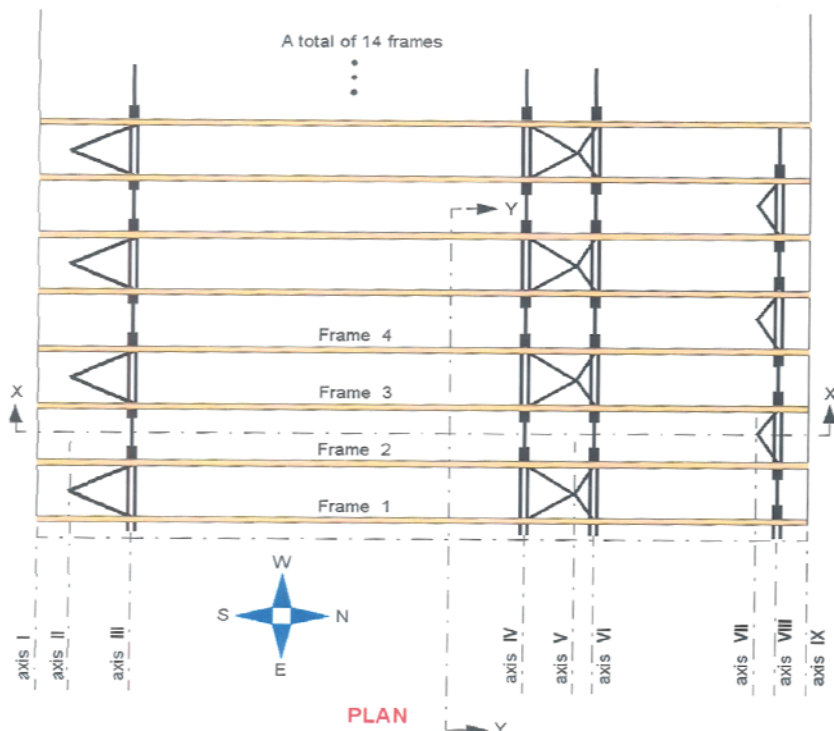 A total of 14 frames
Y
Frame 4
X
X
Frame 3
Frame 2
Frame 1
W
S
N
E
axis I
axis II
axis III
axis IV
axis V
axis VI
axis VII
axis VIII
axis IX
PLAN
Y